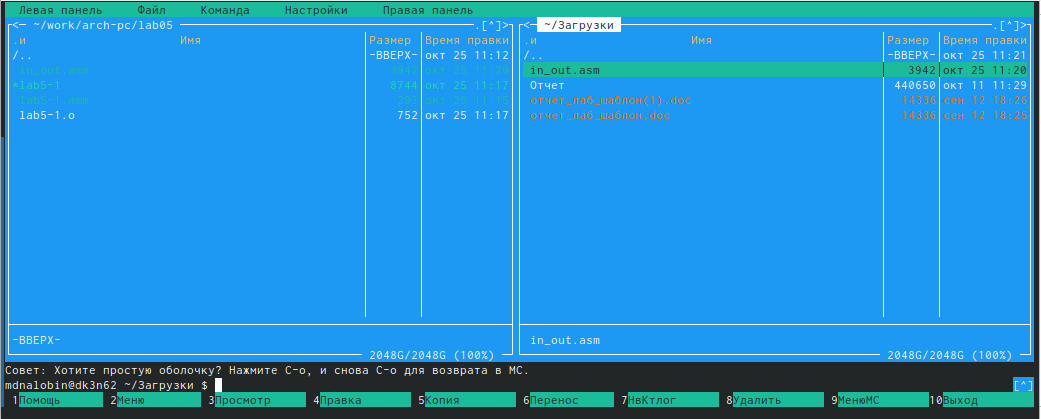 Левая панель Файл Команда Настройки Правая панель
<─ ~/work/arch-pc/lab05 .[^]> <─ ~/Загрузки .[^]>
.и Имя Размер Время правки .и Имя Размер Время правки
/.. -ВВЕРХ- окт 25 11:12 /.. -ВВЕРХ- окт 25 11:21
in_out.asm 3942 окт 25 11:20 in_out.asm 3942 окт 25 11:20
*lab5-1 8744 окт 25 11:17 Отчет 440650 окт 11 11:29
lab5-1.asm окт 25 11:15 отчет_лаб_шаблон(1).doc 14336 сен 12 18:26
lab5-1.o 752 окт 25 11:17 отчет_лаб_шаблон.doc 14336 сен 12 18:25
-ВВЕРХ- in_out.asm
2048G/2048G (100%) 2048G/2048G (100%)
Совет: Хотите простую оболочку? Нажмите C-o, и снова C-o для возврата в MC.
mdnalobin@dk3n62 ~/Загрузки $ [^]
1Помощь 2Меню 3Просмотр 4Правка 5Копия 6Перенос 7НвКтлог 8Удалить 9МенюMC 10Выход